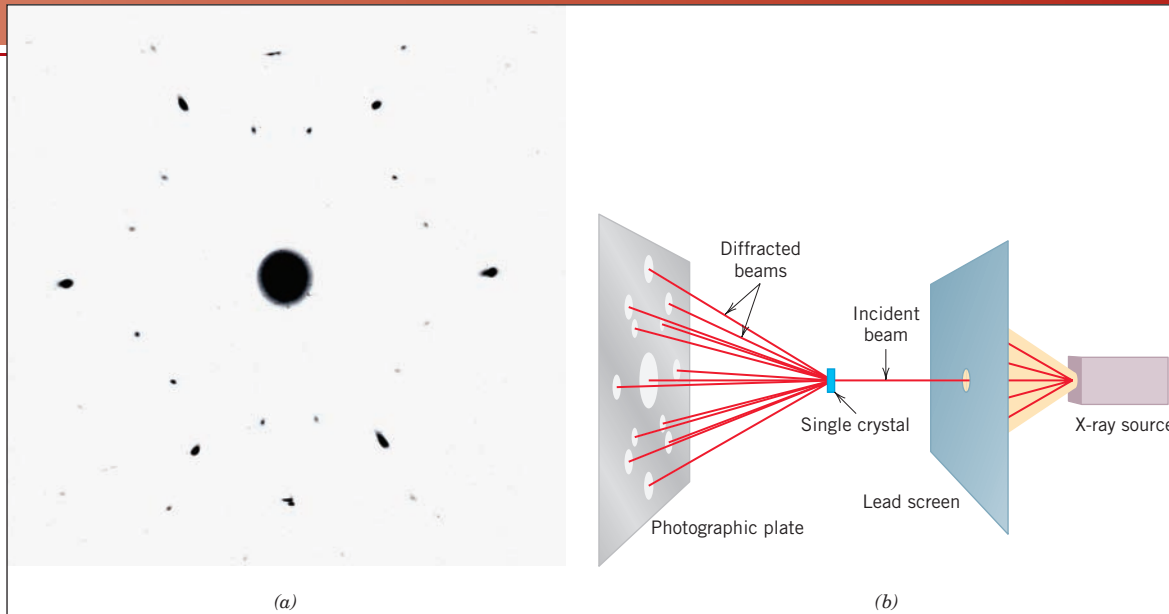 Diffracted
beams
Incident
beam
Single crystal
X-ray source
Lead screen
Photographic plate
(a)
(b)